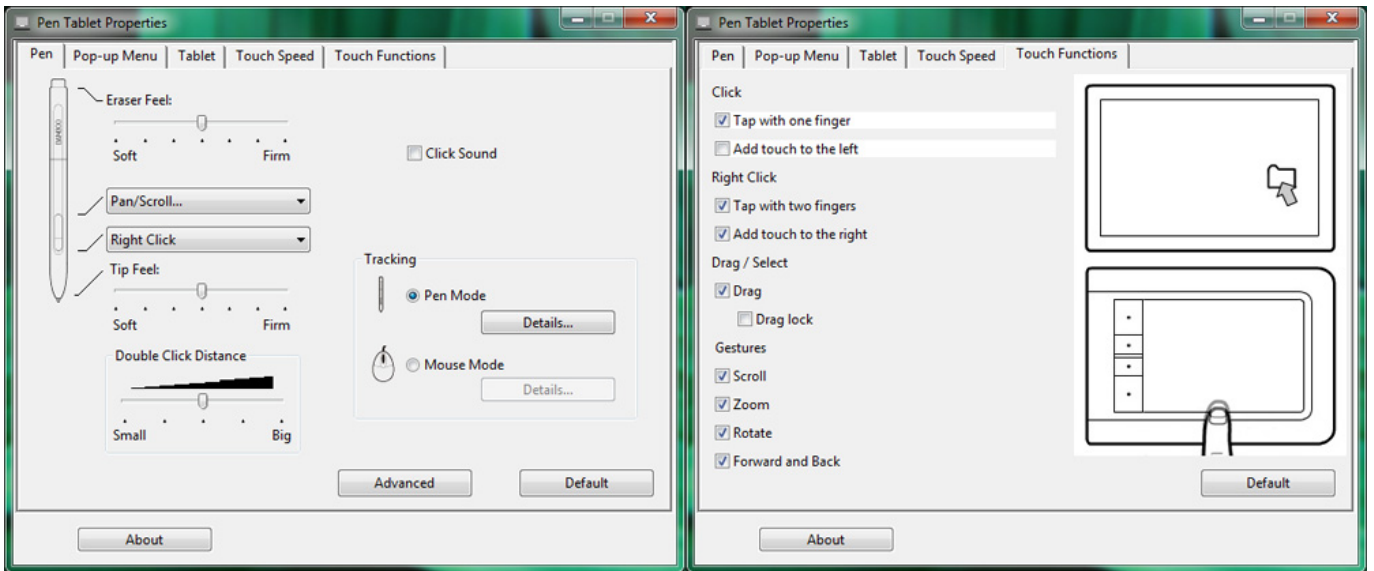 Pen Tablet Properties
Pen Pop-up Menu Tablet Touch Speed Touch Functions
Eraser Feel:
BAMBOO
Soft Firm
Click Sound
Pan/Scroll...
Right Click
Tip Feel:
Soft Firm
Double Click Distance
Small Big
Tracking
Pen Mode
Details...
Mouse Mode
Details...
Advanced Default
About
Pen Tablet Properties
Pen Pop-up Menu Tablet Touch Speed Touch Functions
Click
Tap with one finger
Add touch to the left
Right Click
Tap with two fingers
Add touch to the right
Drag / Select
Drag
Drag lock
Gestures
Scroll
Zoom
Rotate
Forward and Back
Default
About